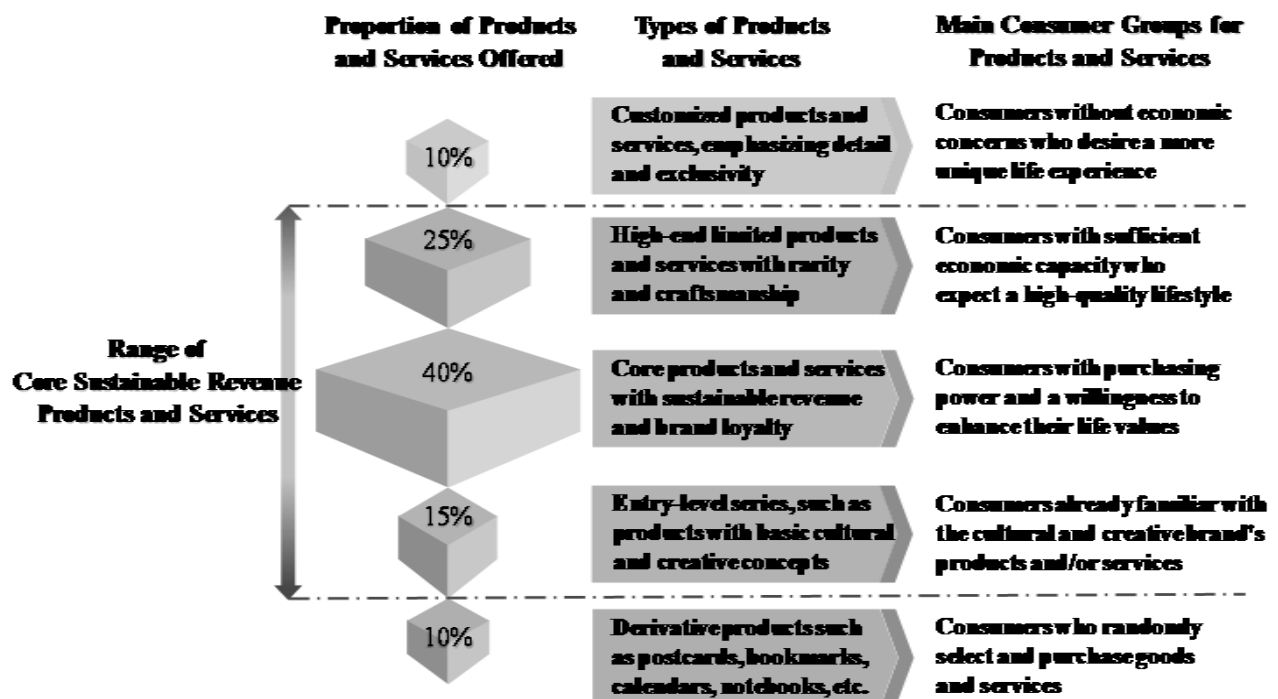 Proportion of Products
and Services Offered
Types of Products
and Services
Main Consumer Groups for
Products and Services
10%
Customized products and
services, emphasizing detail
and exclusivity
Consumers without economic
concerns who desire a more
unique life experience
25%
High-end limited products
and services with rarity
and craftsmanship
Consumers with sufficient
economic capacity who
expect a high-quality lifestyle
Range of
Core Sustainable Revenue
Products and Services
40%
Core products and services
with sustainable revenue
and brand loyalty
Consumers with purchasing
power and a willingness to
enhance their life values
15%
Entry-level series, such as
products with basic cultural
and creative concepts
Consumers already familiar with
the cultural and creative brand's
products and/or services
10%
Derivative products such
as postcards, bookmarks,
calendars, notebooks, etc.
Consumers who randomly
select and purchase goods
and services